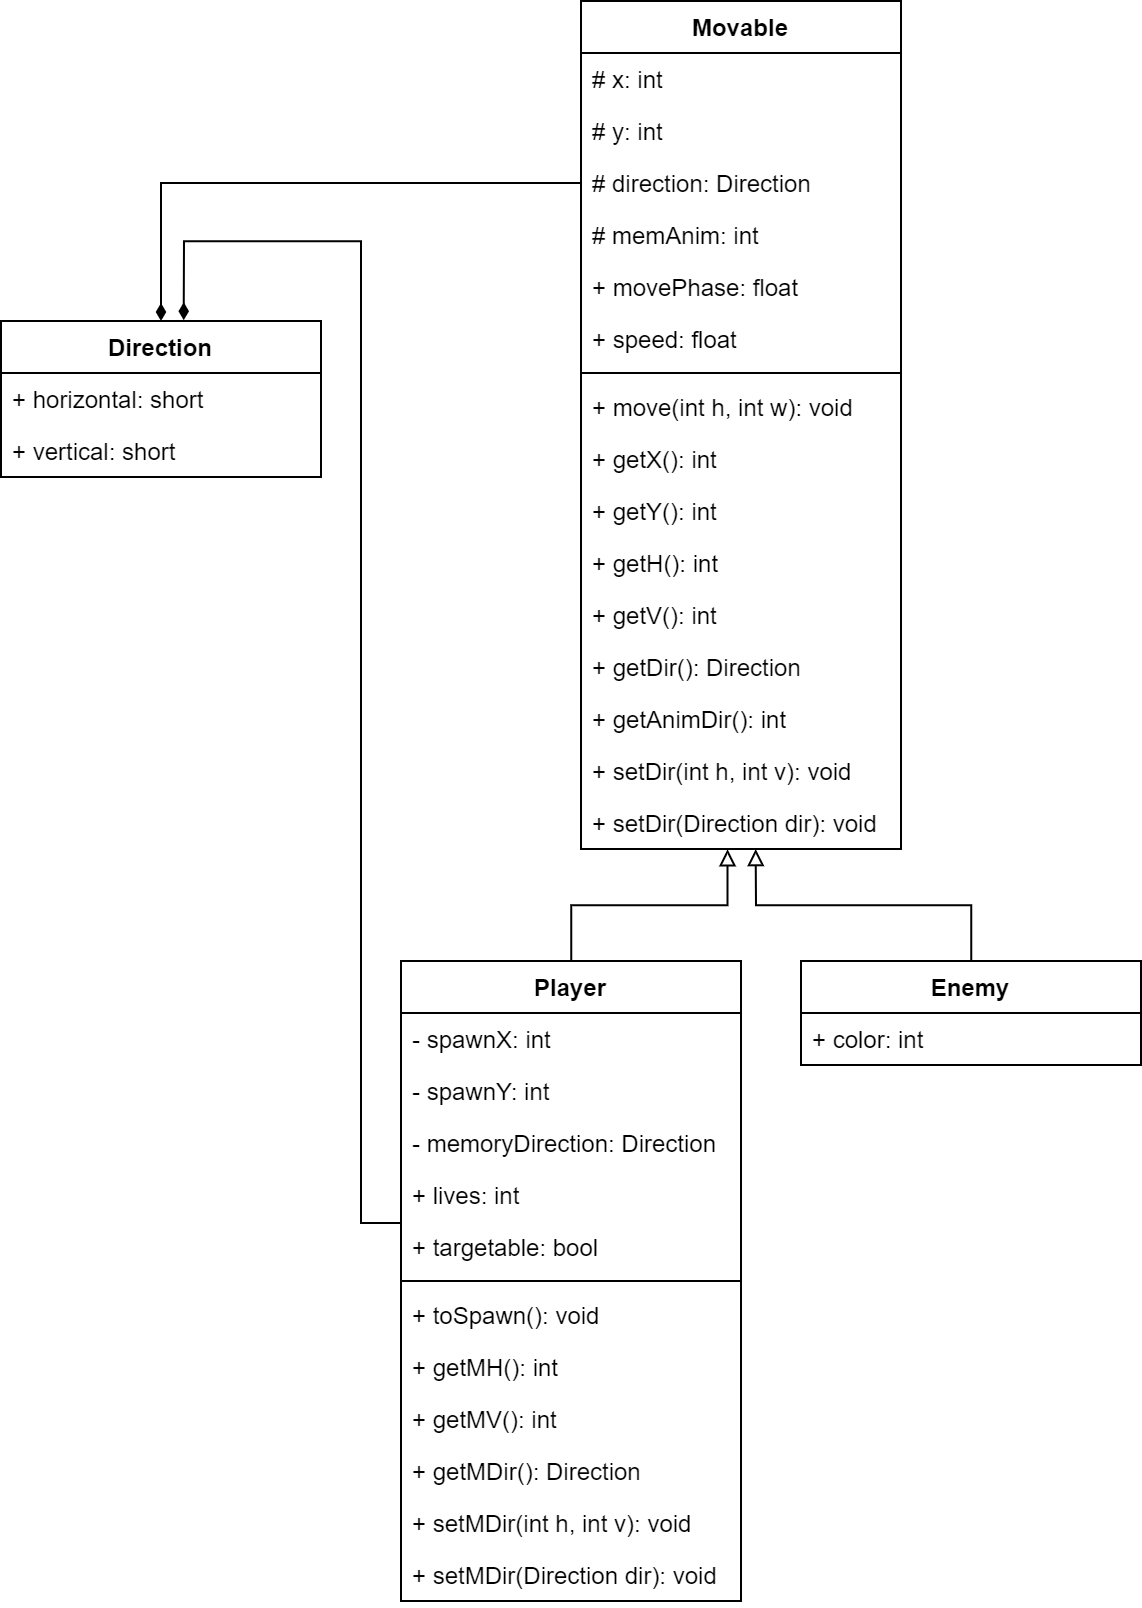 Movable
# x: int
# y: int
# direction: Direction
# memAnim: int
+ movePhase: float
+ speed: float
+ move(int h, int w): void
+ getX(): int
+ getY(): int
+ getH(): int
+ getV(): int
+ getDir(): Direction
+ getAnimDir(): int
+ setDir(int h, int v): void
+ setDir(Direction dir): void
Direction
+ horizontal: short
+ vertical: short
Player
- spawnX: int
- spawnY: int
- memoryDirection: Direction
+ lives: int
+ targetable: bool
+ toSpawn(): void
+ getMH(): int
+ getMV(): int
+ getMDir(): Direction
+ setMDir(int h, int v): void
+ setMDir(Direction dir): void
Enemy
+ color: int